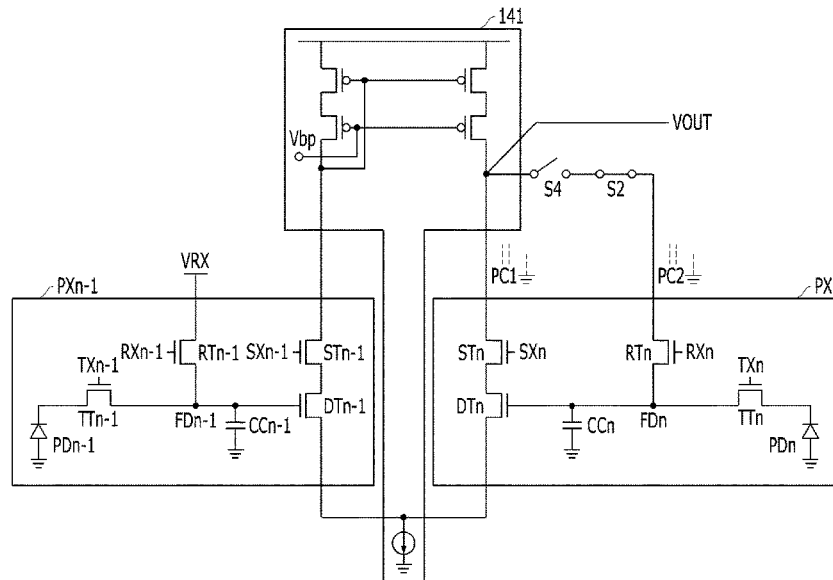 141
Vbp
VOUT
S4
S2
VRX
PC1
PC2
PXn-1
PX
RXn-1
RTn-1
SXn-1
STn-1
STn
SXn
RTn
RXn
TXn-1
TXn
DTn-1
DTn
TTn-1
FDn-1
CCn-1
CCn
FDn
TTn
PDn-1
PDn